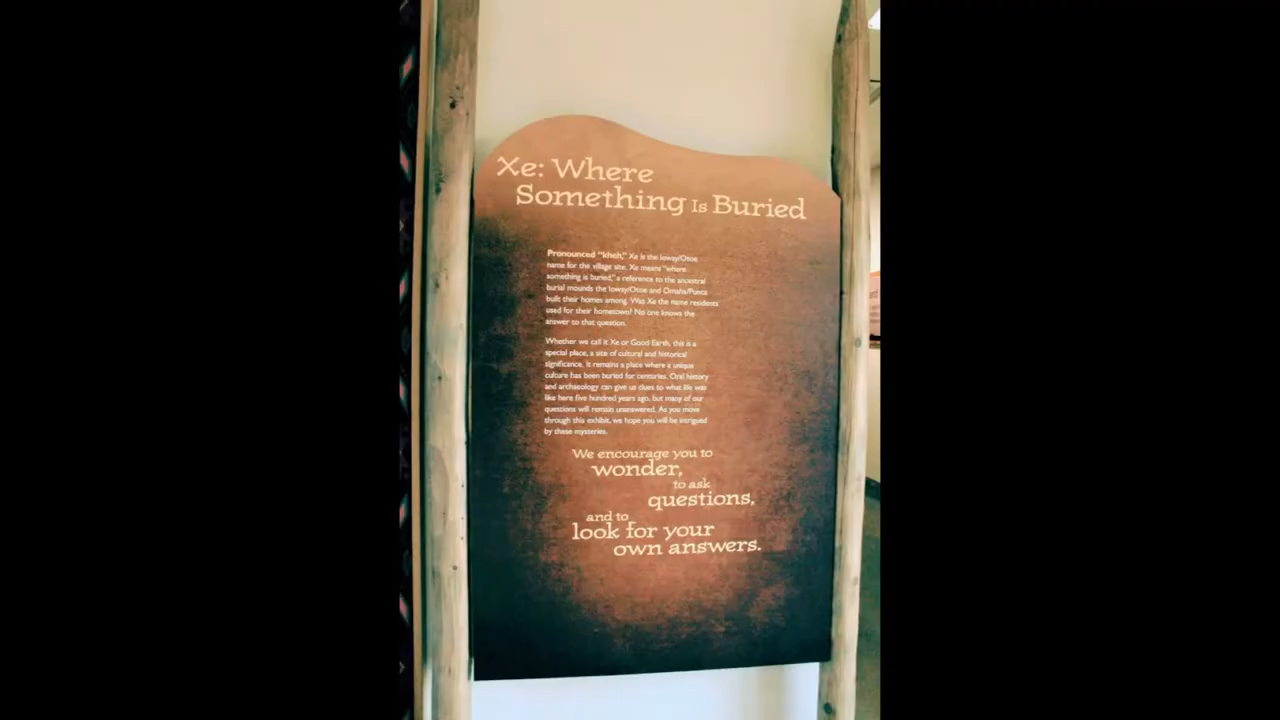 Xe: Where
Something Is Buried
Pronounced "kheh," Xe is the Ioway/Otoe
name for this village site. Xe means "where
something is buried," a reference to the ancestral
burial mounds the Ioway/Otoe and Omaha/Ponca
built their homes among. Was Xe the name residents
used for their hometown? No one knows the
answer to that question.
Whether we call it Xe or Good Earth, this is a
special place, a site of cultural and historical
significance. It remains a place where a unique
culture has been buried for centuries. Oral history
and archaeology can give us clues to what life was
like here five hundred years ago, but many of our
questions will remain unanswered. As you move
through this exhibit, we hope you will be intrigued
by these mysteries.
We encourage you to
wonder,
to ask
questions,
and to
look for your
own answers.